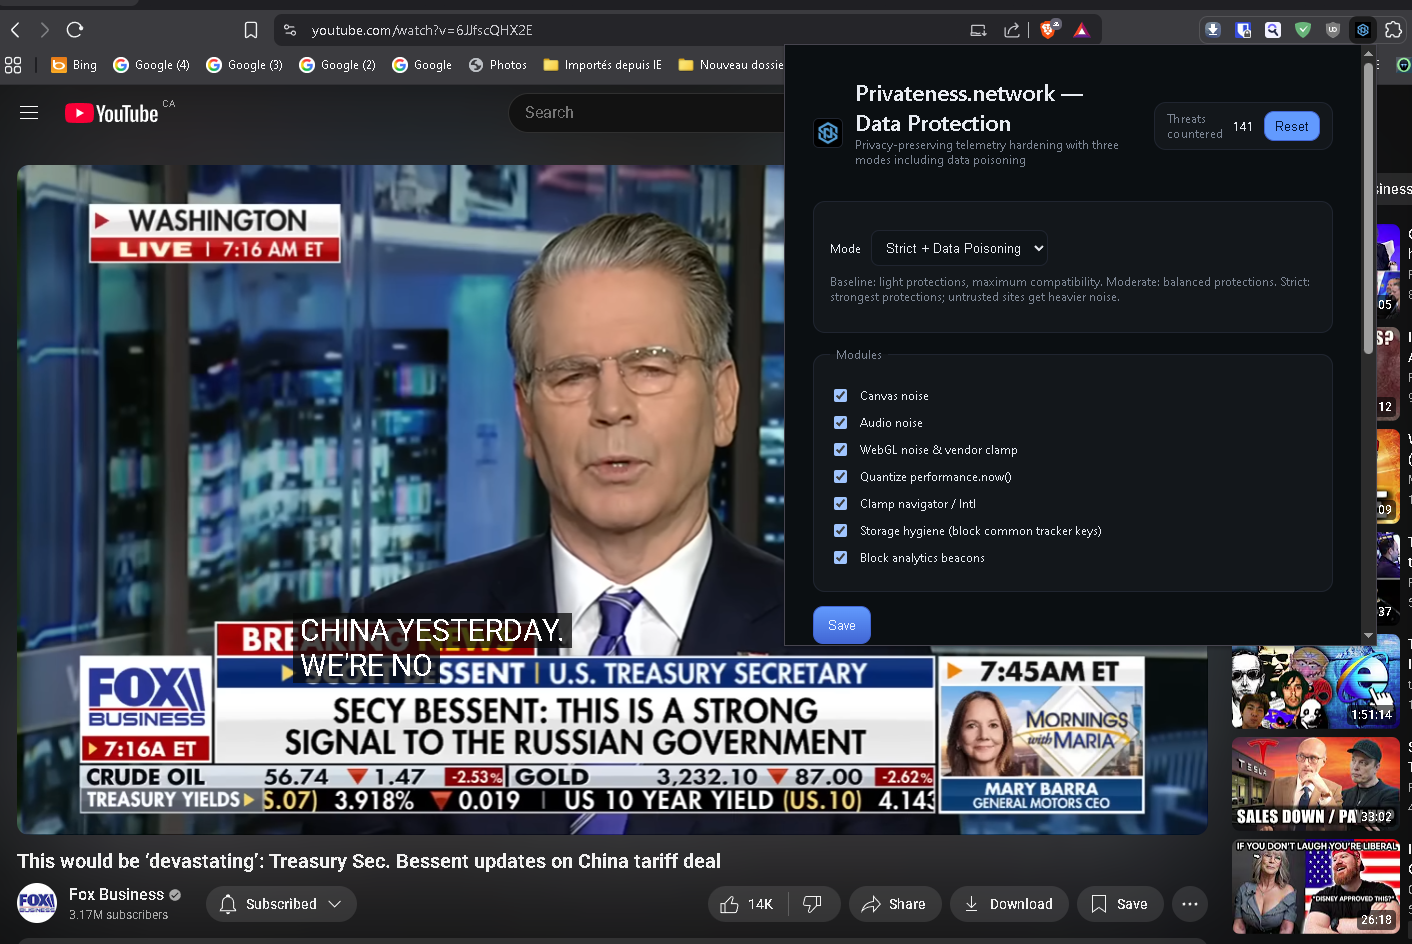 youtube.com/watch?v=6JJfscQHX2E
Bing
Google (4)
Google (3)
Google (2)
Google
Photos
Importés depuis IE
Nouveau dossie
YouTube CA
Search
Privateness.network —
Data Protection
Privacy-preserving telemetry hardening with three
modes including data poisoning
Threats
countered
141
Reset
Mode
Strict + Data Poisoning
Baseline: light protections, maximum compatibility. Moderate: balanced protections. Strict:
strongest protections; untrusted sites get heavier noise.
Modules
Canvas noise
Audio noise
WebGL noise & vendor clamp
Quantize performance.now()
Clamp navigator / Intl
Storage hygiene (block common tracker keys)
Block analytics beacons
Save
WASHINGTON
LIVE | 7:16 AM ET
CHINA YESTERDAY.
WE'RE NO
BREAKING NEWS
SSENT | U.S. TREASURY SECRETARY
SECY BESSENT: THIS IS A STRONG
SIGNAL TO THE RUSSIAN GOVERNMENT
FOX
BUSINESS
7:16A ET
7:45AM ET
MORNINGS
with MARIA
MARY BARRA
GENERAL MOTORS CEO
CRUDE OIL 56.74 1.47 -2.53% GOLD 3,232.10 87.00 -2.62%
TREASURY YIELDS 5.07) 3.918% 0.019 | US 10 YEAR YIELD (US.10) 4.143
This would be ‘devastating’: Treasury Sec. Bessent updates on China tariff deal
FOX
BUSINESS
Fox Business
3.17M subscribers
Subscribed
14K
Share
Download
Save
siness
05
S?
12
09
37
1:51:14
TESLA
SALES DOWN / PAY
33:02
IF YOU DON'T LAUGH, YOU'RE LIBERAL
"DISNEY APPROVED THIS?"
26:18